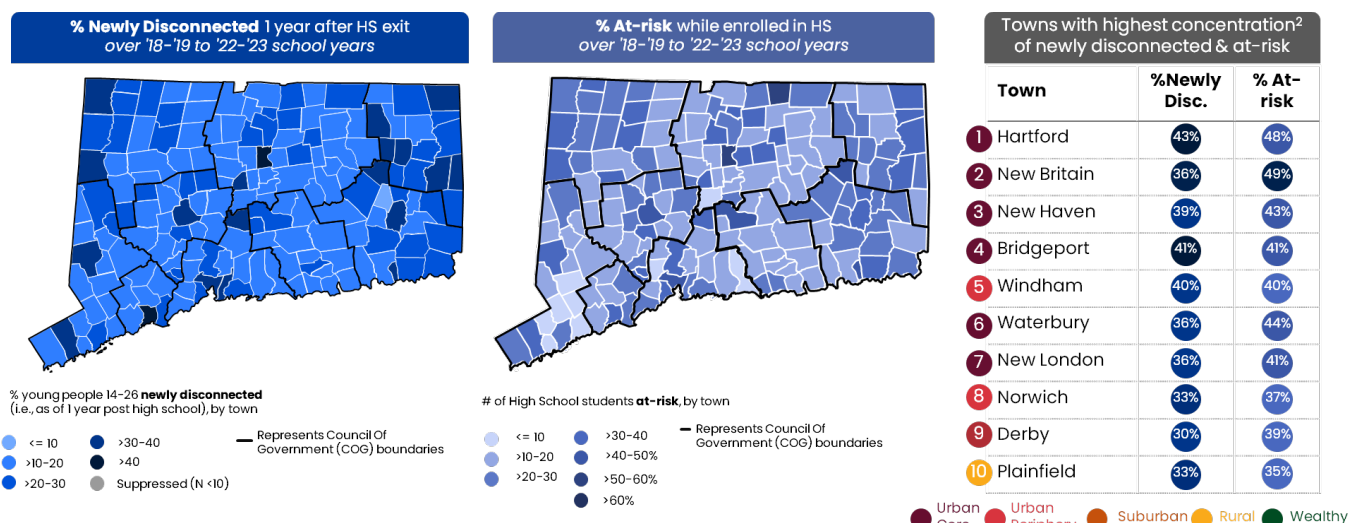 % Newly Disconnected 1 year after HS exit
over '18-'19 to '22-'23 school years
% At-risk while enrolled in HS
over '18-'19 to '22-'23 school years
Towns with highest concentration2
of newly disconnected & at-risk
Town
%Newly
Disc.
% At-
risk
1 Hartford 43% 48%
2 New Britain 36% 49%
3 New Haven 39% 43%
4 Bridgeport 41% 41%
5 Windham 40% 40%
6 Waterbury 36% 44%
7 New London 36% 41%
8 Norwich 33% 37%
9 Derby 30% 39%
10 Plainfield 33% 35%
% young people 14-26 newly disconnected
(i.e., as of 1 year post high school), by town
<= 10
>10-20
>20-30
>30-40
>40
Suppressed (N <10)
Represents Council Of
Government (COG) boundaries
# of High School students at-risk, by town
<= 10
>10-20
>20-30
>30-40
>40-50%
>50-60%
>60%
Represents Council Of
Government (COG) boundaries
Urban
Core
Urban
Periphery
Suburban
Rural
Wealthy